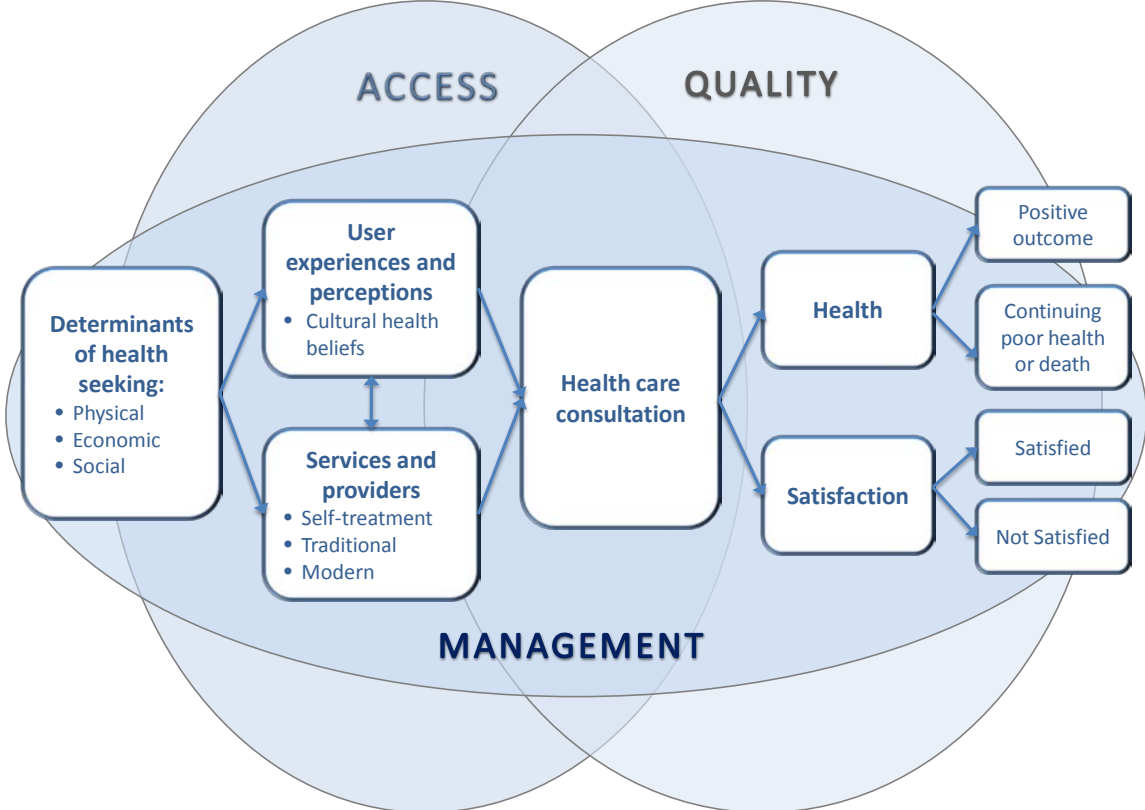 ACCESS
QUALITY
Determinants
of health
seeking:
• Physical
• Economic
• Social
User
experiences and
perceptions
• Cultural health
beliefs
Services and
providers
• Self-treatment
• Traditional
• Modern
Health care
consultation
Health
Satisfaction
Positive
outcome
Continuing
poor health
or death
Satisfied
Not Satisfied
MANAGEMENT